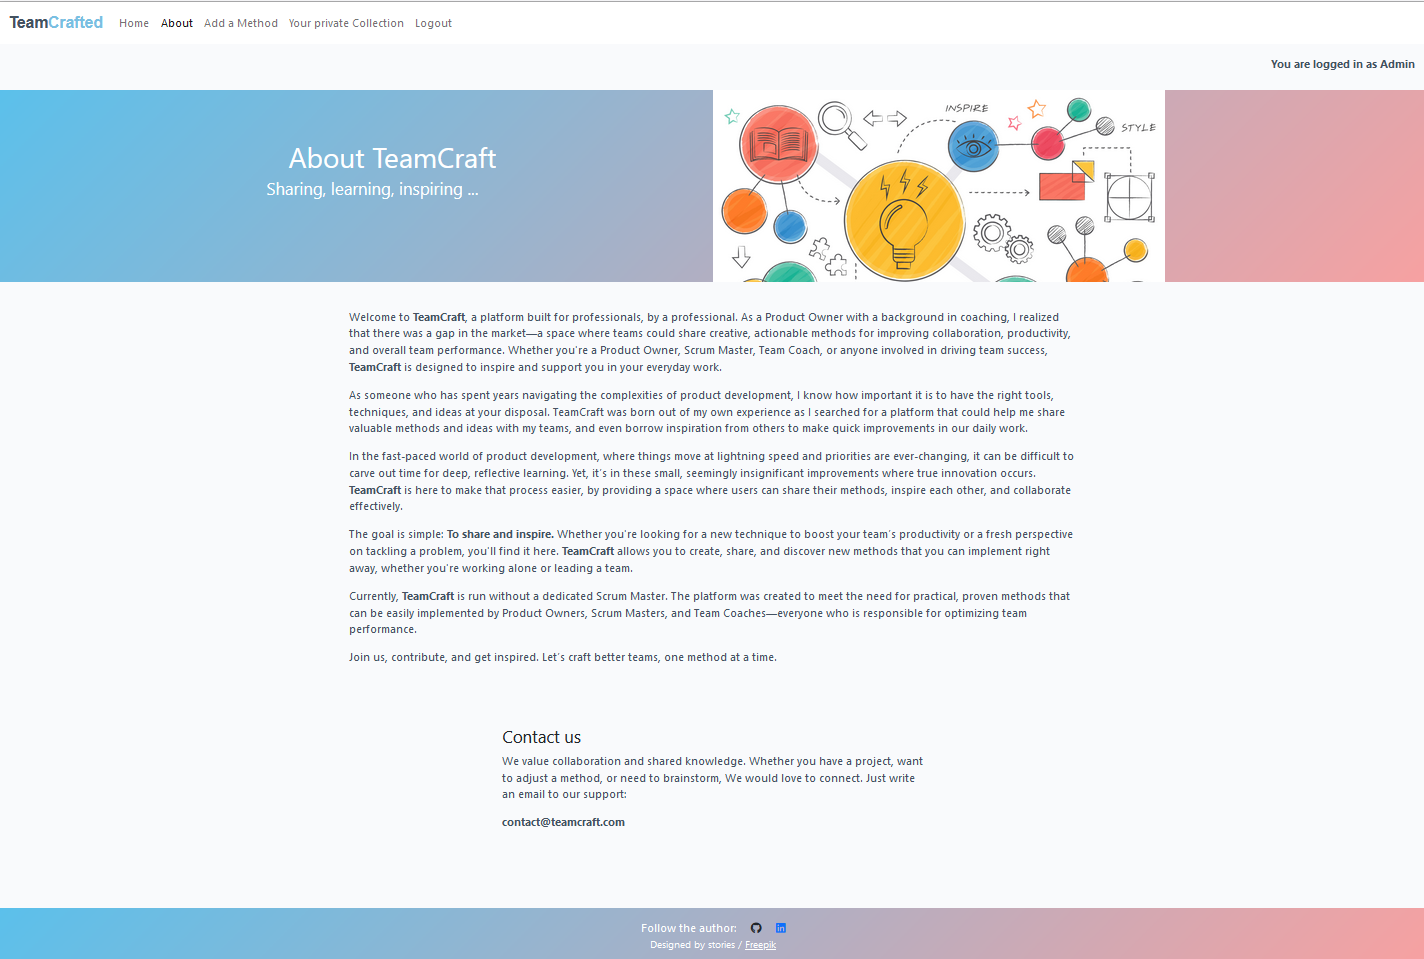 TeamCrafted Home About Add a Method Your private Collection Logout
You are logged in as Admin
About TeamCraft
Sharing, learning, inspiring ...
INSPIRE
STYLE
Welcome to TeamCraft, a platform built for professionals, by a professional. As a Product Owner with a background in coaching, I realized
that there was a gap in the market—a space where teams could share creative, actionable methods for improving collaboration, productivity,
and overall team performance. Whether you're a Product Owner, Scrum Master, Team Coach, or anyone involved in driving team success,
TeamCraft is designed to inspire and support you in your everyday work.
As someone who has spent years navigating the complexities of product development, I know how important it is to have the right tools,
techniques, and ideas at your disposal. TeamCraft was born out of my own experience as I searched for a platform that could help me share
valuable methods and ideas with my teams, and even borrow inspiration from others to make quick improvements in our daily work.
In the fast-paced world of product development, where things move at lightning speed and priorities are ever-changing, it can be difficult to
carve out time for deep, reflective learning. Yet, it's in these small, seemingly insignificant improvements where true innovation occurs.
TeamCraft is here to make that process easier, by providing a space where users can share their methods, inspire each other, and collaborate
effectively.
The goal is simple: To share and inspire. Whether you're looking for a new technique to boost your team's productivity or a fresh perspective
on tackling a problem, you'll find it here. TeamCraft allows you to create, share, and discover new methods that you can implement right
away, whether you're working alone or leading a team.
Currently, TeamCraft is run without a dedicated Scrum Master. The platform was created to meet the need for practical, proven methods that
can be easily implemented by Product Owners, Scrum Masters, and Team Coaches—everyone who is responsible for optimizing team
performance.
Join us, contribute, and get inspired. Let's craft better teams, one method at a time.
Contact us
We value collaboration and shared knowledge. Whether you have a project, want
to adjust a method, or need to brainstorm, We would love to connect. Just write
an email to our support:
contact@teamcraft.com
Follow the author:
Designed by stories / Freepik